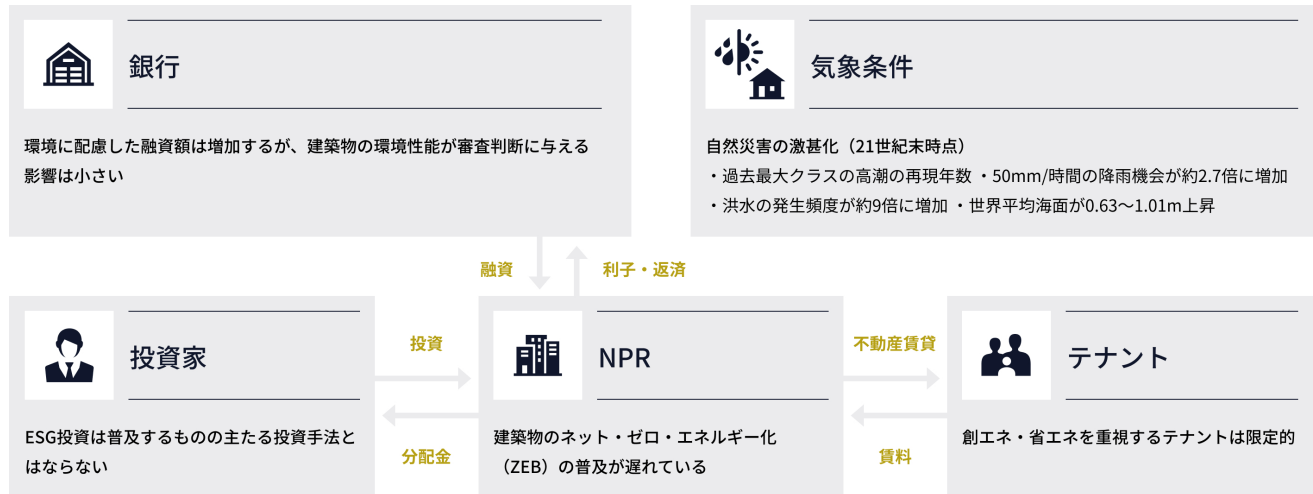 銀行
環境に配慮した融資額は増加するが、建築物の環境性能が審査判断に与える
影響は小さい
気象条件
自然災害の激甚化（21世紀末時点）
・過去最大クラスの高潮の再現年数 ・50mm/時間の降雨機会が約2.7倍に増加
・洪水の発生頻度が約9倍に増加 ・世界平均海面が0.63〜1.01m上昇
融資
利子・返済
投資家
ESG投資は普及するものの主たる投資手法と
はならない
投資
分配金
NPR
建築物のネット・ゼロ・エネルギー化
（ZEB）の普及が遅れている
不動産賃貸
賃料
テナント
創エネ・省エネを重視するテナントは限定的